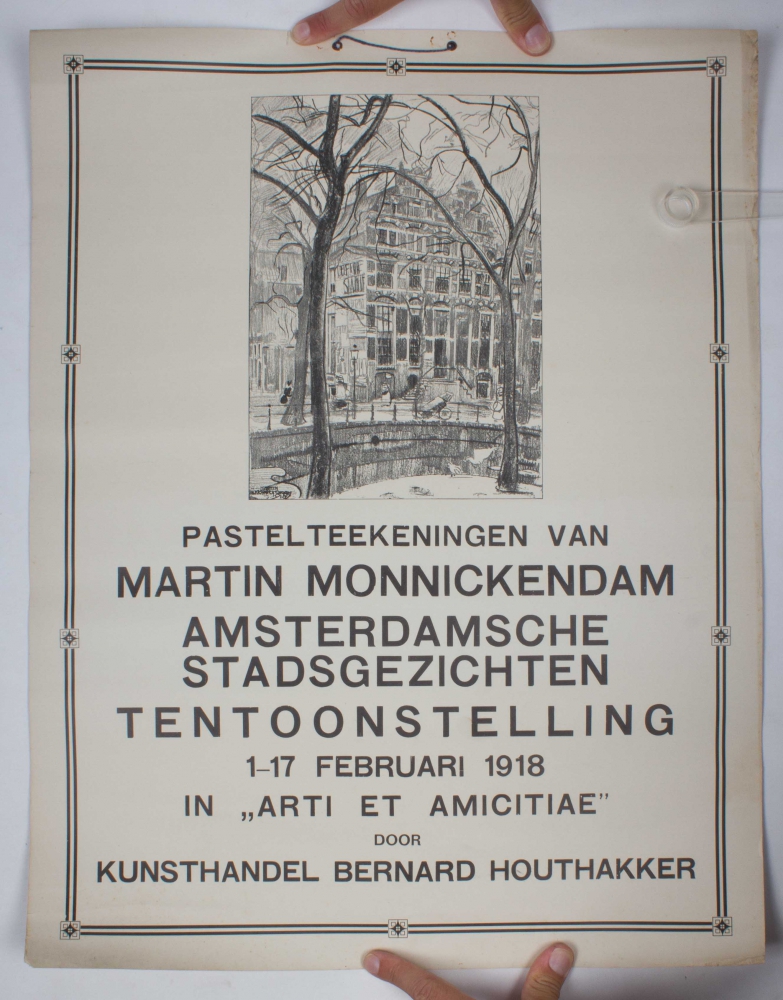 PASTELTEEKENINGEN VAN
MARTIN MONNICKENDAM
AMSTERDAMSCHE
STADSGEZICHTEN
TENTOONSTELLING
1–17 FEBRUARI 1918
IN „ARTI ET AMICITIAE”
DOOR
KUNSTHANDEL BERNARD HOUTHAKKER